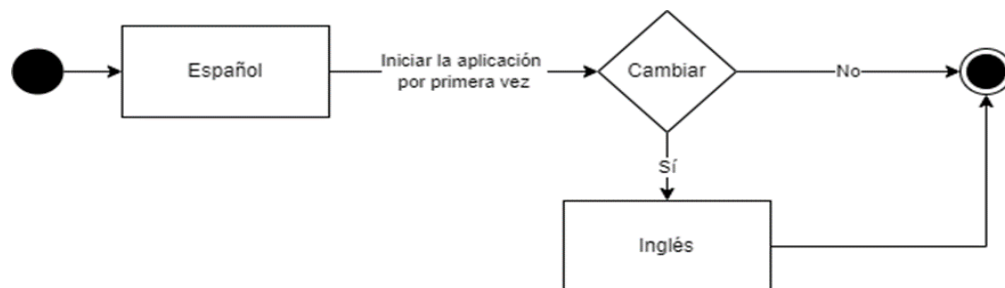 Español
Iniciar la aplicación
por primera vez
Cambiar
No
Sí
Inglés